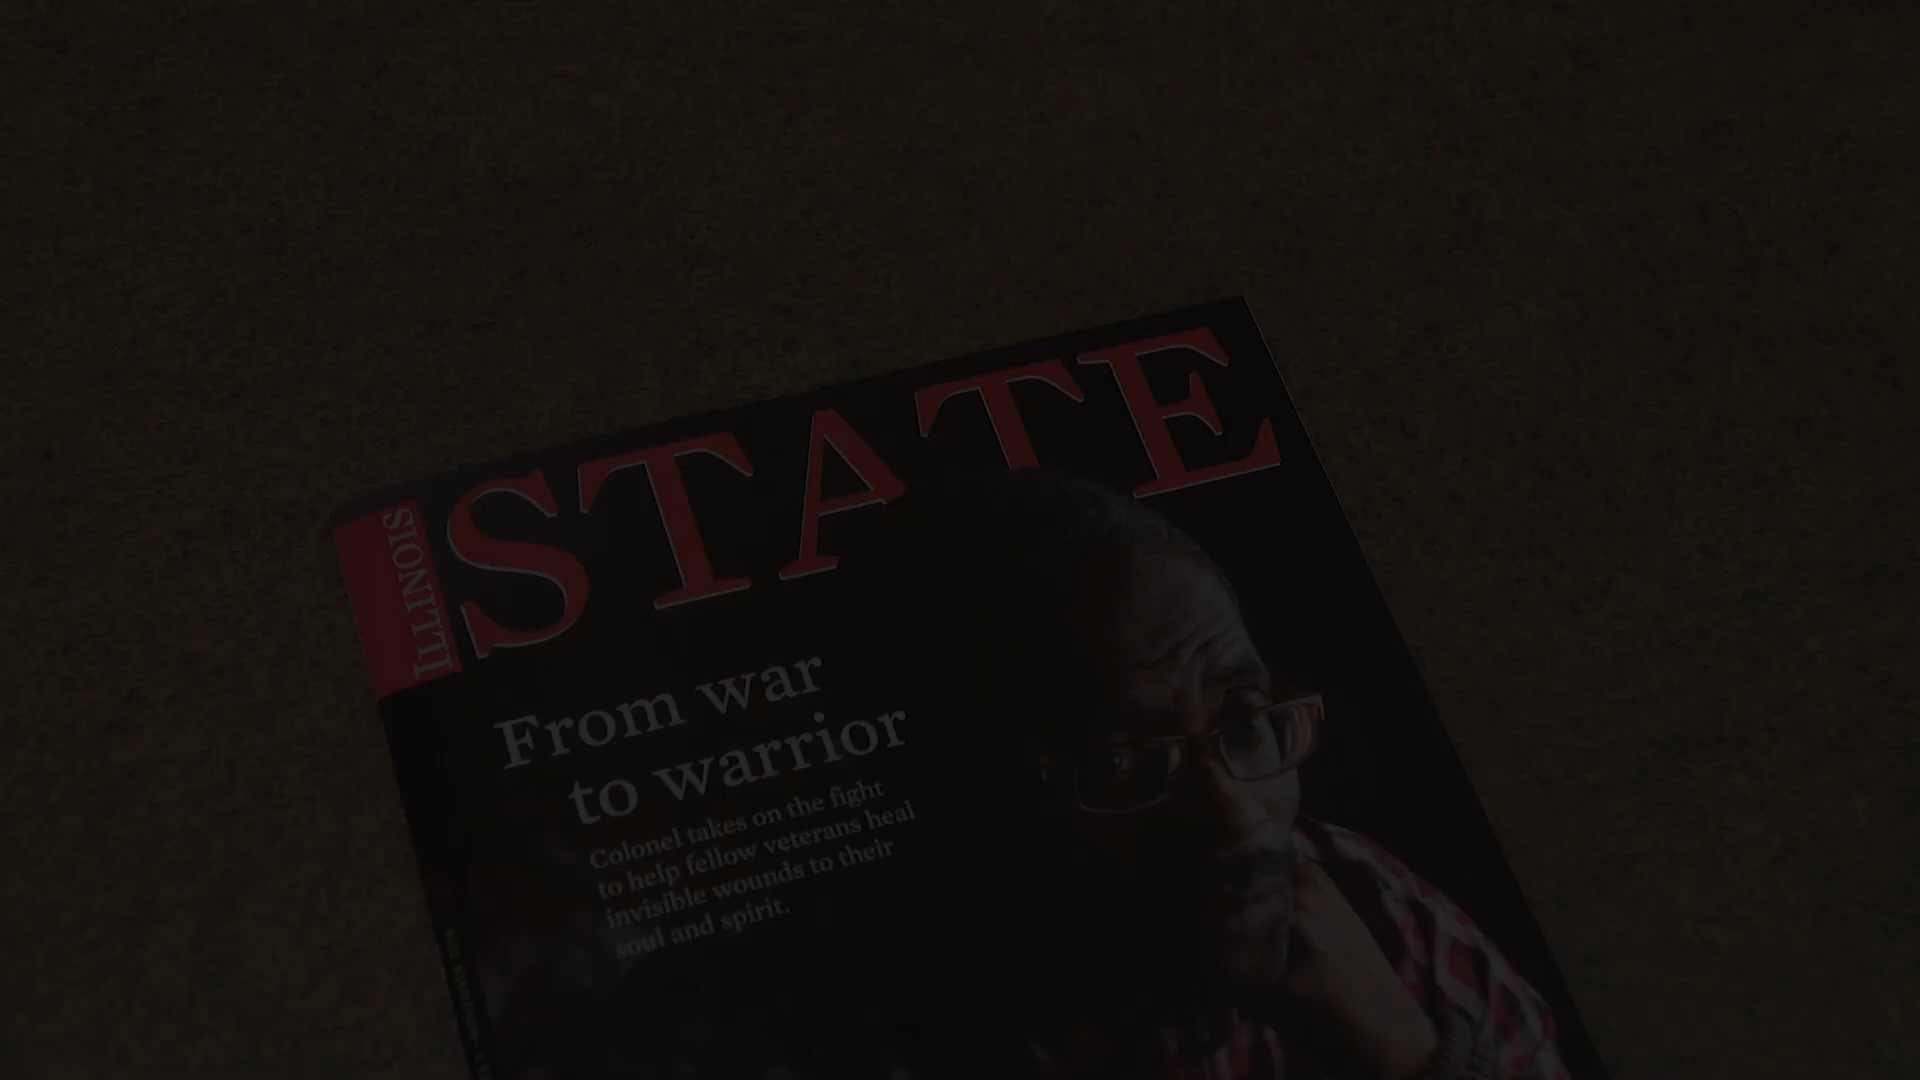 ILLINOIS
STATE
From war
to warrior
Colonel takes on the fight
to help fellow veterans heal
invisible wounds to their
soul and spirit.